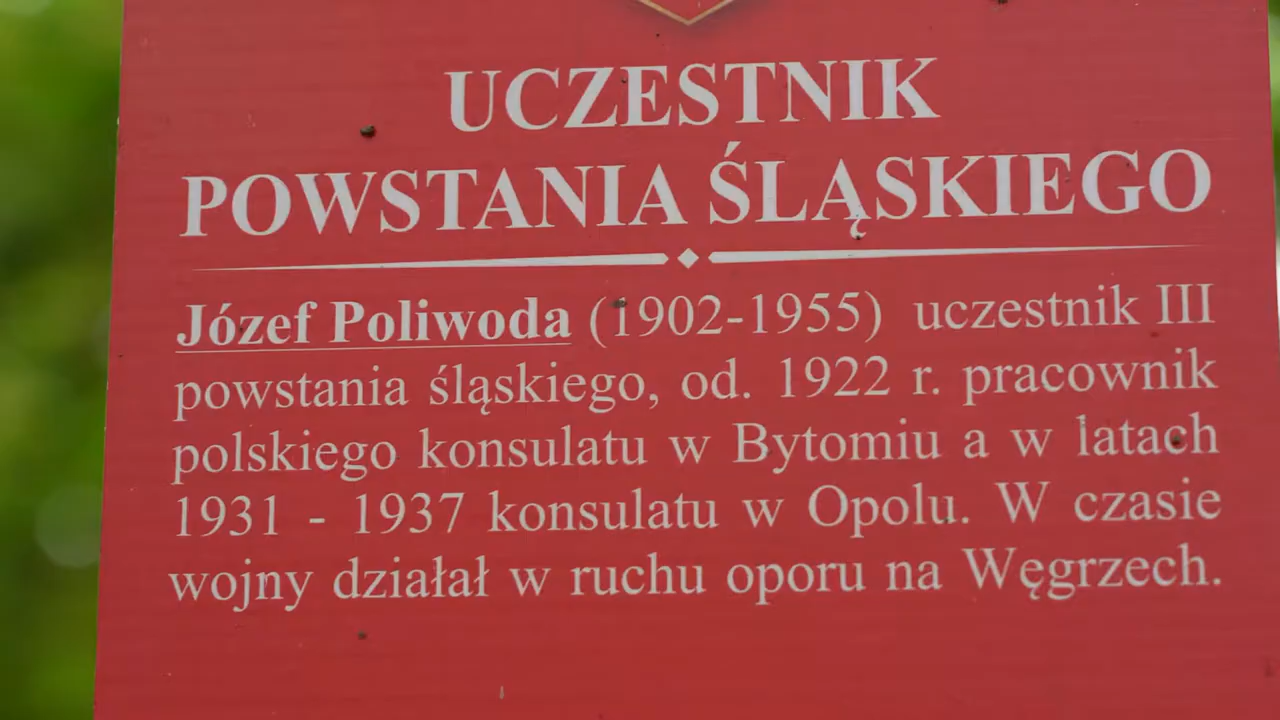 UCZESTNIK
POWSTANIA ŚLĄSKIEGO
Józef Poliwoda (1902-1955) uczestnik III
powstania śląskiego, od. 1922 r. pracownik
polskiego konsulatu w Bytomiu a w latach
1931 - 1937 konsulatu w Opolu. W czasie
wojny działał w ruchu oporu na Węgrzech.